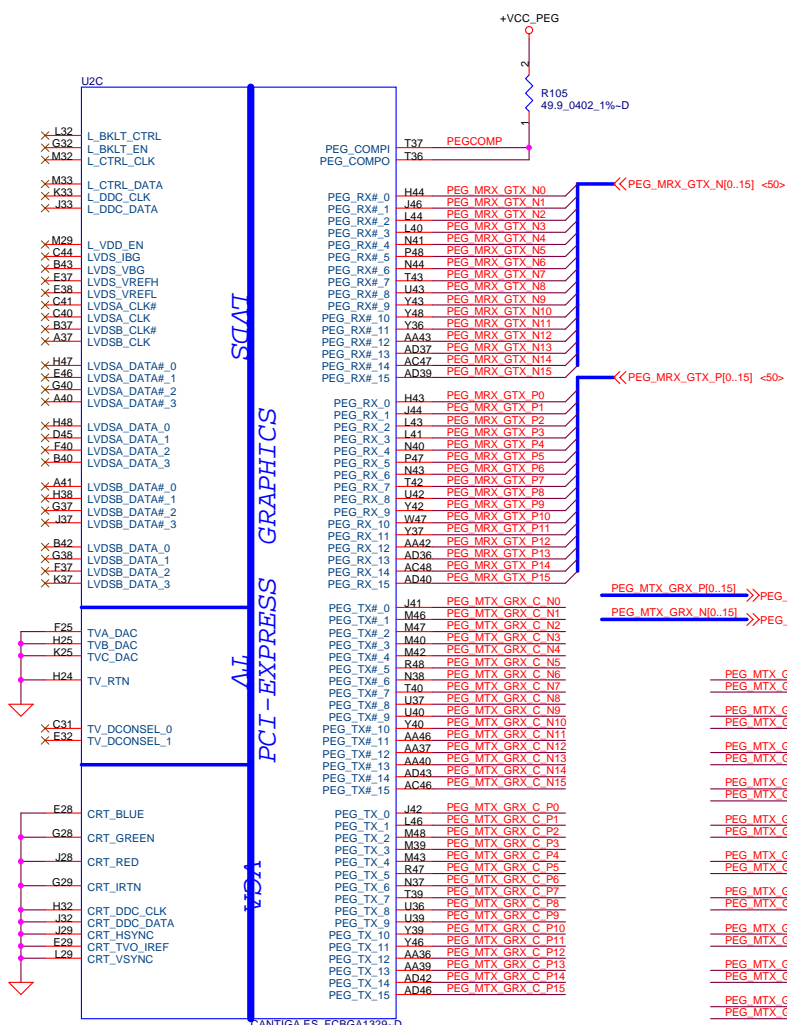 +VCC_PEG
U2C
2
R105
49.9_0402_1%~D
1
L32 L_BKLT_CTRL
G32 L_BKLT_EN
M32 L_CTRL_CLK
M33 L_CTRL_DATA
K33 L_DDC_CLK
J33 L_DDC_DATA
M29 L_VDD_EN
C44 LVDS_IBG
B43 LVDS_VBG
E37 LVDS_VREFH
E38 LVDS_VREFL
C41 LVDSA_CLK#
C40 LVDSA_CLK
B37 LVDSB_CLK#
A37 LVDSB_CLK
H47 LVDSA_DATA#_0
E46 LVDSA_DATA#_1
G40 LVDSA_DATA#_2
A40 LVDSA_DATA#_3
H48 LVDSA_DATA_0
D45 LVDSA_DATA_1
F40 LVDSA_DATA_2
B40 LVDSA_DATA_3
A41 LVDSB_DATA#_0
H38 LVDSB_DATA#_1
G37 LVDSB_DATA#_2
J37 LVDSB_DATA#_3
B42 LVDSB_DATA_0
G38 LVDSB_DATA_1
F37 LVDSB_DATA_2
K37 LVDSB_DATA_3
F25 TVA_DAC
H25 TVB_DAC
K25 TVC_DAC
H24 TV_RTN
C31 TV_DCONSEL_0
E32 TV_DCONSEL_1
E28 CRT_BLUE
G28 CRT_GREEN
J28 CRT_RED
G29 CRT_IRTN
H32 CRT_DDC_CLK
J32 CRT_DDC_DATA
J29 CRT_HSYNC
E29 CRT_TVO_IREF
L29 CRT_VSYNC
LVDS
TV
VGA
PCI-EXPRESS GRAPHICS
PEG_COMPI T37 PEGCOMP
PEG_COMPO T36
PEG_RX#_0 H44 PEG_MRX_GTX_N0
PEG_RX#_1 J46 PEG_MRX_GTX_N1
PEG_RX#_2 L44 PEG_MRX_GTX_N2
PEG_RX#_3 L40 PEG_MRX_GTX_N3
PEG_RX#_4 N41 PEG_MRX_GTX_N4
PEG_RX#_5 P48 PEG_MRX_GTX_N5
PEG_RX#_6 N44 PEG_MRX_GTX_N6
PEG_RX#_7 T43 PEG_MRX_GTX_N7
PEG_RX#_8 U43 PEG_MRX_GTX_N8
PEG_RX#_9 Y43 PEG_MRX_GTX_N9
PEG_RX#_10 Y48 PEG_MRX_GTX_N10
PEG_RX#_11 Y36 PEG_MRX_GTX_N11
PEG_RX#_12 AA43 PEG_MRX_GTX_N12
PEG_RX#_13 AD37 PEG_MRX_GTX_N13
PEG_RX#_14 AC47 PEG_MRX_GTX_N14
PEG_RX#_15 AD39 PEG_MRX_GTX_N15
PEG_MRX_GTX_N[0..15] <50>
PEG_RX_0 H43 PEG_MRX_GTX_P0
PEG_RX_1 J44 PEG_MRX_GTX_P1
PEG_RX_2 L43 PEG_MRX_GTX_P2
PEG_RX_3 L41 PEG_MRX_GTX_P3
PEG_RX_4 N40 PEG_MRX_GTX_P4
PEG_RX_5 P47 PEG_MRX_GTX_P5
PEG_RX_6 N43 PEG_MRX_GTX_P6
PEG_RX_7 T42 PEG_MRX_GTX_P7
PEG_RX_8 U42 PEG_MRX_GTX_P8
PEG_RX_9 Y42 PEG_MRX_GTX_P9
PEG_RX_10 W47 PEG_MRX_GTX_P10
PEG_RX_11 Y37 PEG_MRX_GTX_P11
PEG_RX_12 AA42 PEG_MRX_GTX_P12
PEG_RX_13 AD36 PEG_MRX_GTX_P13
PEG_RX_14 AC48 PEG_MRX_GTX_P14
PEG_RX_15 AD40 PEG_MRX_GTX_P15
PEG_MRX_GTX_P[0..15] <50>
PEG_TX#_0 J41 PEG_MTX_GRX_C_N0
PEG_TX#_1 M46 PEG_MTX_GRX_C_N1
PEG_TX#_2 M47 PEG_MTX_GRX_C_N2
PEG_TX#_3 M40 PEG_MTX_GRX_C_N3
PEG_TX#_4 M42 PEG_MTX_GRX_C_N4
PEG_TX#_5 R48 PEG_MTX_GRX_C_N5
PEG_TX#_6 N38 PEG_MTX_GRX_C_N6
PEG_TX#_7 T40 PEG_MTX_GRX_C_N7
PEG_TX#_8 U37 PEG_MTX_GRX_C_N8
PEG_TX#_9 U40 PEG_MTX_GRX_C_N9
PEG_TX#_10 Y40 PEG_MTX_GRX_C_N10
PEG_TX#_11 AA46 PEG_MTX_GRX_C_N11
PEG_TX#_12 AA37 PEG_MTX_GRX_C_N12
PEG_TX#_13 AA40 PEG_MTX_GRX_C_N13
PEG_TX#_14 AD43 PEG_MTX_GRX_C_N14
PEG_TX#_15 AC46 PEG_MTX_GRX_C_N15
PEG_TX_0 J42 PEG_MTX_GRX_C_P0
PEG_TX_1 L46 PEG_MTX_GRX_C_P1
PEG_TX_2 M48 PEG_MTX_GRX_C_P2
PEG_TX_3 M39 PEG_MTX_GRX_C_P3
PEG_TX_4 M43 PEG_MTX_GRX_C_P4
PEG_TX_5 R47 PEG_MTX_GRX_C_P5
PEG_TX_6 N37 PEG_MTX_GRX_C_P6
PEG_TX_7 T39 PEG_MTX_GRX_C_P7
PEG_TX_8 U36 PEG_MTX_GRX_C_P8
PEG_TX_9 U39 PEG_MTX_GRX_C_P9
PEG_TX_10 Y39 PEG_MTX_GRX_C_P10
PEG_TX_11 Y46 PEG_MTX_GRX_C_P11
PEG_TX_12 AA36 PEG_MTX_GRX_C_P12
PEG_TX_13 AA39 PEG_MTX_GRX_C_P13
PEG_TX_14 AD42 PEG_MTX_GRX_C_P14
PEG_TX_15 AD46 PEG_MTX_GRX_C_P15
PEG_MTX_GRX_P[0..15] PEG_
PEG_MTX_GRX_N[0..15] PEG_
CANTIGA ES_FCBGA1329~D